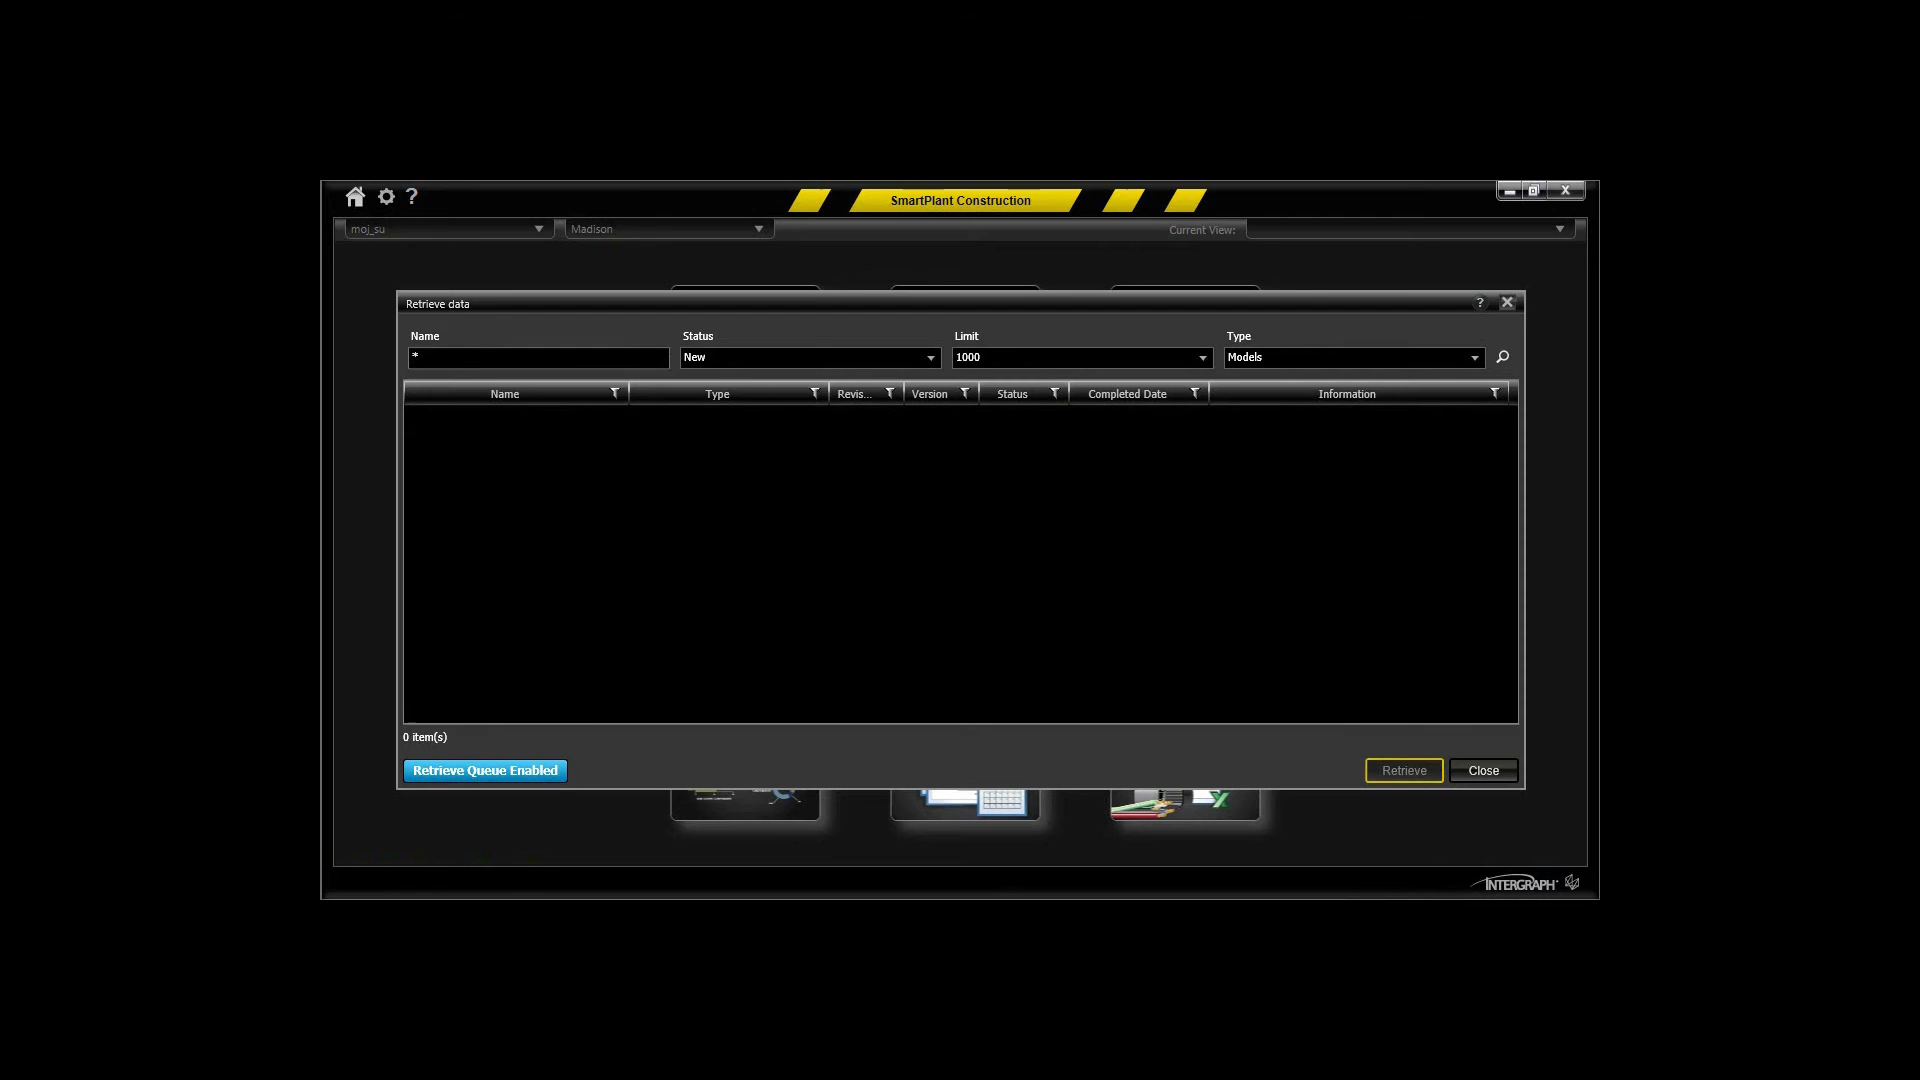 ?
SmartPlant Construction
X
moj_su
Madison
Current View:
Retrieve data
?
Name
Status
Limit
Type
*
New
1000
Models
Name
Type
Revis...
Version
Status
Completed Date
Information
0 item(s)
Retrieve Queue Enabled
Retrieve
Close
INTERGRAPH